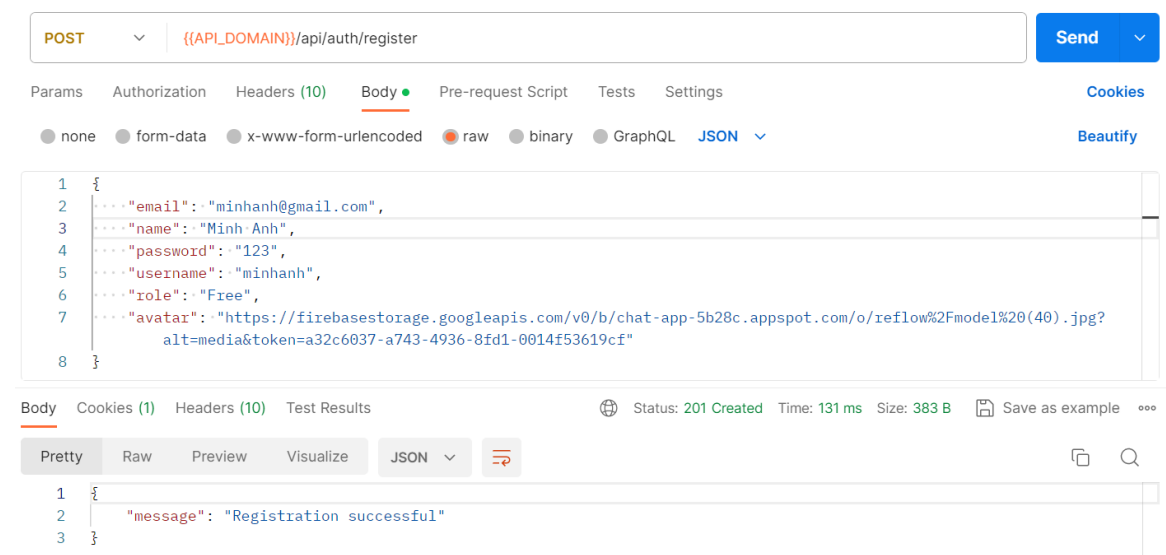 POST {{API_DOMAIN}}/api/auth/register Send
Params Authorization Headers (10) Body Pre-request Script Tests Settings Cookies
none form-data x-www-form-urlencoded raw binary GraphQL JSON Beautify
1 {
2 "email": "minhanh@gmail.com",
3 "name": "Minh Anh",
4 "password": "123",
5 "username": "minhanh",
6 "role": "Free",
7 "avatar": "https://firebasestorage.googleapis.com/v0/b/chat-app-5b28c.appspot.com/o/reflow%2Fmodel%20(40).jpg?
alt=media&token=a32c6037-a743-4936-8fd1-0014f53619cf"
8 }
Body Cookies (1) Headers (10) Test Results Status: 201 Created Time: 131 ms Size: 383 B Save as example
Pretty Raw Preview Visualize JSON
1 {
2 "message": "Registration successful"
3 }